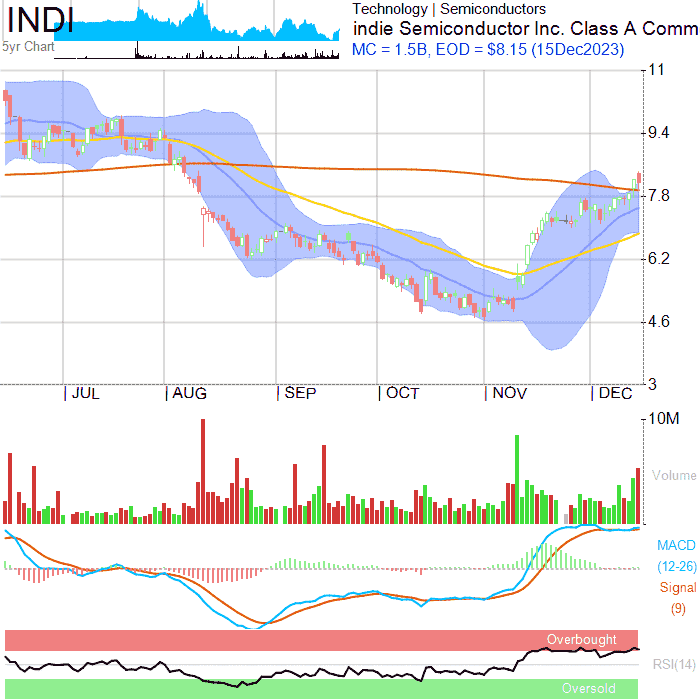 INDI
5yr Chart
Technology | Semiconductors
indie Semiconductor Inc. Class A Comm
MC = 1.5B, EOD = $8.15 (15Dec2023)
11
9.4
7.8
6.2
4.6
3
JUL
AUG
SEP
OCT
NOV
DEC
10M
Volume
MACD
(12-26)
Signal
(9)
Overbought
RSI(14)
Oversold